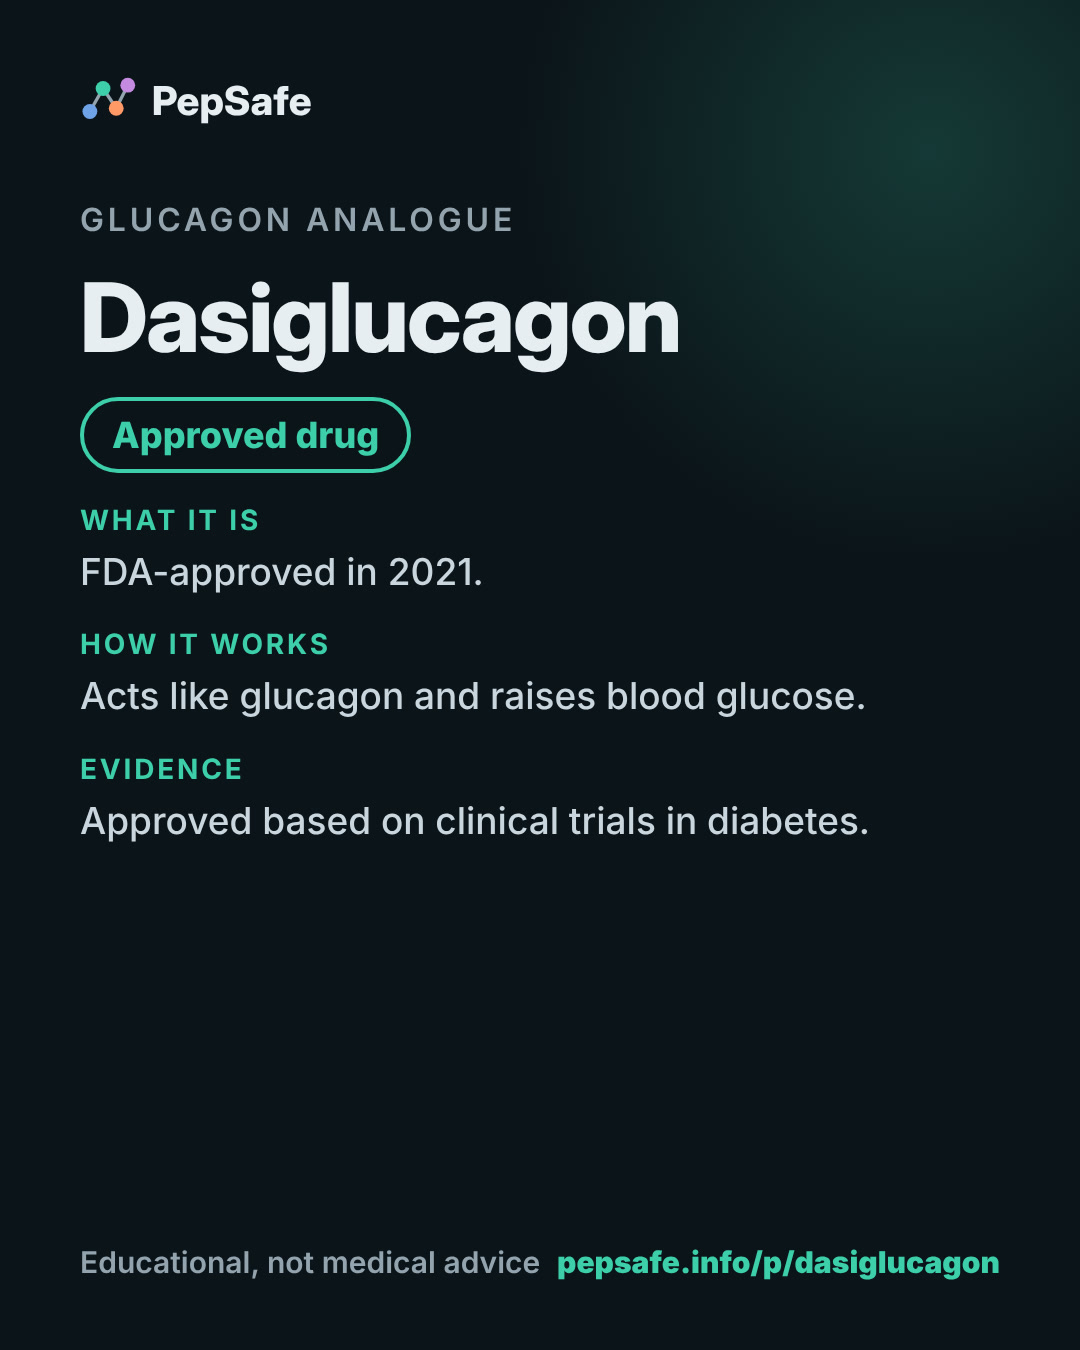 PepSafe
GLUCAGON ANALOGUE
Dasiglucagon
Approved drug
WHAT IT IS
FDA-approved in 2021.
HOW IT WORKS
Acts like glucagon and raises blood glucose.
EVIDENCE
Approved based on clinical trials in diabetes.
Educational, not medical advice pepsafe.info/p/dasiglucagon